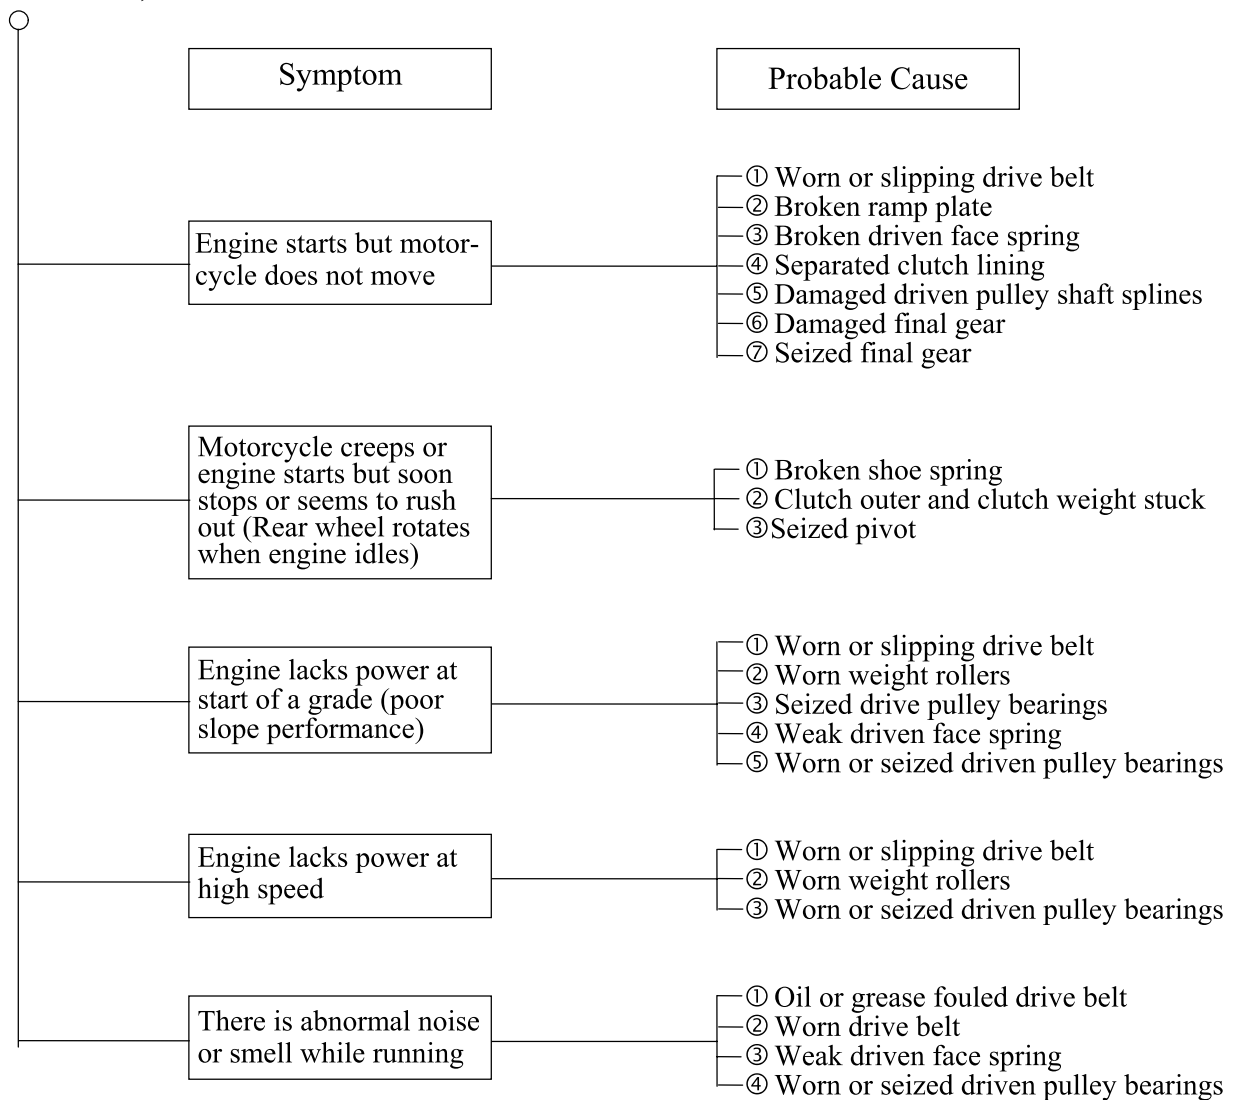 Symptom
Probable Cause
Engine starts but motor-
cycle does not move
① Worn or slipping drive belt
② Broken ramp plate
③ Broken driven face spring
④ Separated clutch lining
⑤ Damaged driven pulley shaft splines
⑥ Damaged final gear
⑦ Seized final gear
Motorcycle creeps or
engine starts but soon
stops or seems to rush
out (Rear wheel rotates
when engine idles)
① Broken shoe spring
② Clutch outer and clutch weight stuck
③Seized pivot
Engine lacks power at
start of a grade (poor
slope performance)
① Worn or slipping drive belt
② Worn weight rollers
③ Seized drive pulley bearings
④ Weak driven face spring
⑤ Worn or seized driven pulley bearings
Engine lacks power at
high speed
① Worn or slipping drive belt
② Worn weight rollers
③ Worn or seized driven pulley bearings
There is abnormal noise
or smell while running
① Oil or grease fouled drive belt
② Worn drive belt
③ Weak driven face spring
④ Worn or seized driven pulley bearings